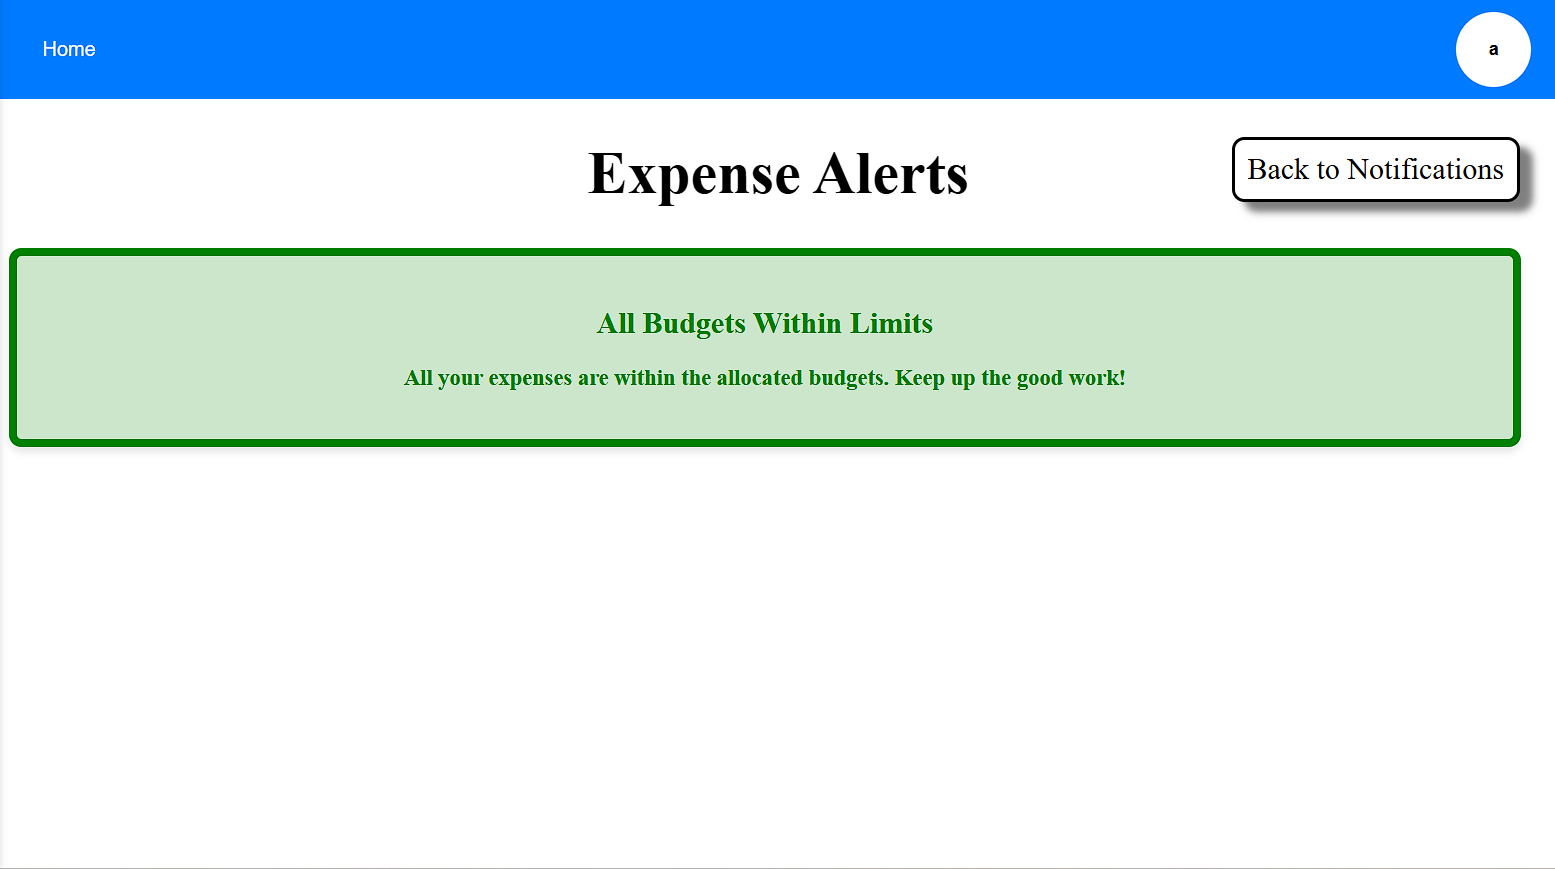 Home
a
Expense Alerts
Back to Notifications
All Budgets Within Limits
All your expenses are within the allocated budgets. Keep up the good work!